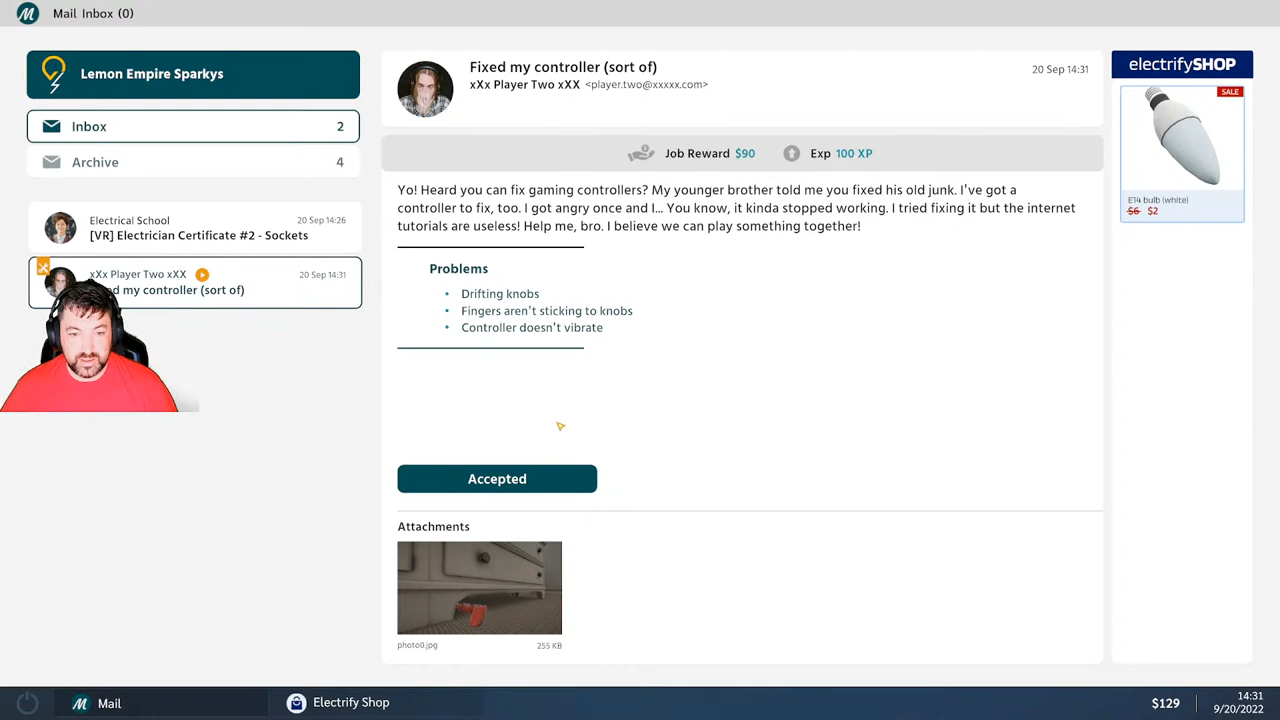 Mail Inbox (0)
Lemon Empire Sparkys
Inbox 2
Archive 4
Electrical School 20 Sep 14:26
[VR] Electrician Certificate #2 - Sockets
xXx Player Two xXX 20 Sep 14:31
ed my controller (sort of)
Fixed my controller (sort of)
xXx Player Two xXX <player.two@xxxxx.com>
20 Sep 14:31
Job Reward $90 Exp 100 XP
Yo! Heard you can fix gaming controllers? My younger brother told me you fixed his old junk. I've got a
controller to fix, too. I got angry once and I... You know, it kinda stopped working. I tried fixing it but the internet
tutorials are useless! Help me, bro. I believe we can play something together!
Problems
• Drifting knobs
• Fingers aren't sticking to knobs
• Controller doesn't vibrate
Accepted
Attachments
photo0.jpg 255 KB
electrifySHOP
SALE
E14 bulb (white)
$6 $2
M Mail
Electrify Shop
$129
14:31
9/20/2022